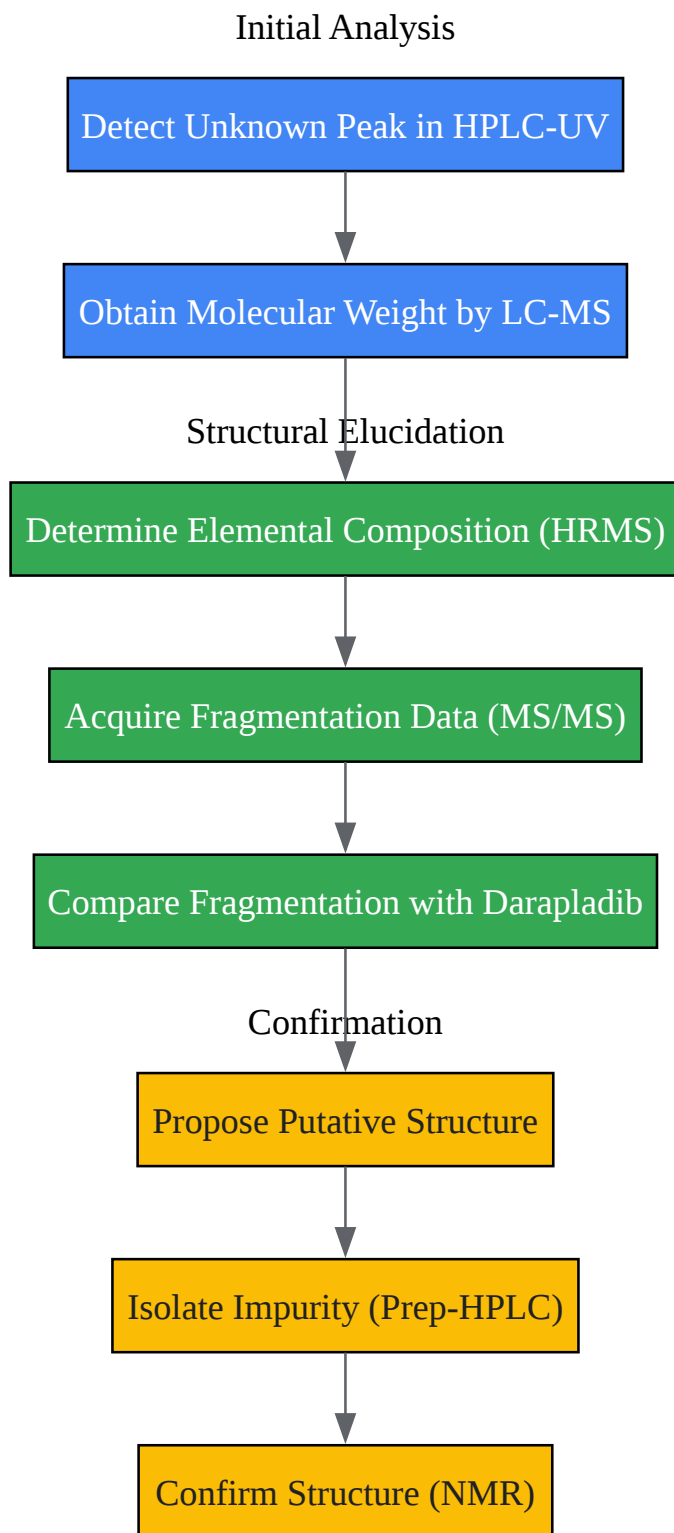 Initial Analysis
Detect Unknown Peak in HPLC-UV
Obtain Molecular Weight by LC-MS
Structural Elucidation
Determine Elemental Composition (HRMS)
Acquire Fragmentation Data (MS/MS)
Compare Fragmentation with Darapladib
Confirmation
Propose Putative Structure
Isolate Impurity (Prep-HPLC)
Confirm Structure (NMR)